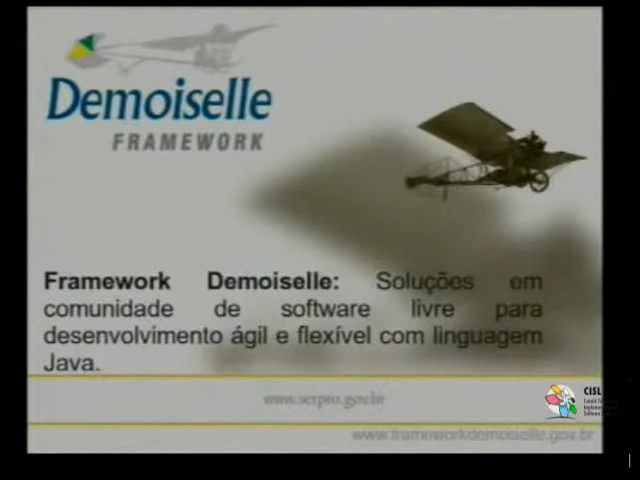 Demoiselle
FRAMEWORK
Framework Demoiselle: Soluções em
comunidade de software livre para
desenvolvimento ágil e flexível com linguagem
Java.
www.serpro.gov.br
CISL
www.frameworkdemoiselle.gov.br